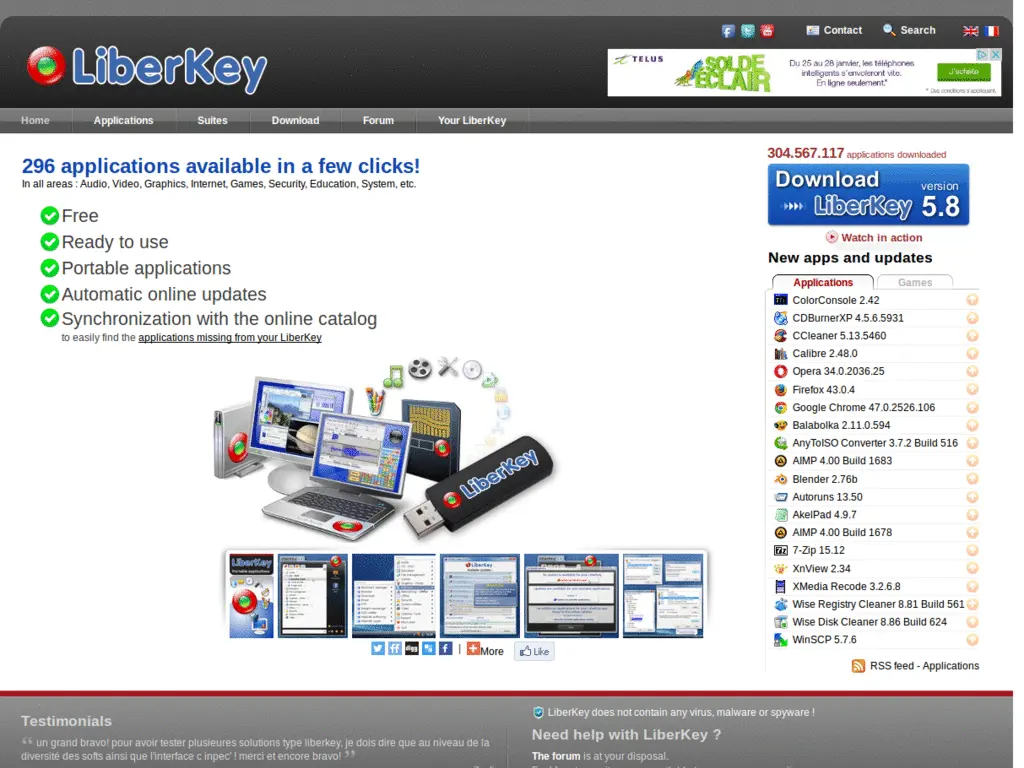 Contact
Search
LiberKey
TELUS
SOLDE ÉCLAIR
Du 25 au 28 janvier, les téléphones
intelligents s'envoleront vite.
En ligne seulement.*
J'achète
* Des conditions s'appliquent.
Home
Applications
Suites
Download
Forum
Your LiberKey
296 applications available in a few clicks!
In all areas : Audio, Video, Graphics, Internet, Games, Security, Education, System, etc.
Free
Ready to use
Portable applications
Automatic online updates
Synchronization with the online catalog
to easily find the applications missing from your LiberKey
LiberKey
LiberKey
digg
| More
Like
304.567.117 applications downloaded
Download
LiberKey
version
5.8
Watch in action
New apps and updates
Applications
Games
ColorConsole 2.42
CDBurnerXP 4.5.6.5931
CCleaner 5.13.5460
Calibre 2.48.0
Opera 34.0.2036.25
Firefox 43.0.4
Google Chrome 47.0.2526.106
Balabolka 2.11.0.594
AnyToISO Converter 3.7.2 Build 516
AIMP 4.00 Build 1683
Blender 2.76b
Autoruns 13.50
AkelPad 4.9.7
AIMP 4.00 Build 1678
7-Zip 15.12
XnView 2.34
XMedia Recode 3.2.6.8
Wise Registry Cleaner 8.81 Build 561
Wise Disk Cleaner 8.86 Build 624
WinSCP 5.7.6
RSS feed - Applications
Testimonials
“ un grand bravo! pour avoir tester plusieures solutions type liberkey, je dois dire que au niveau de la
diversité des softs ainsi que l'interface c inpec' ! merci et encore bravo! ”
LiberKey does not contain any virus, malware or spyware !
Need help with LiberKey ?
The forum is at your disposal.